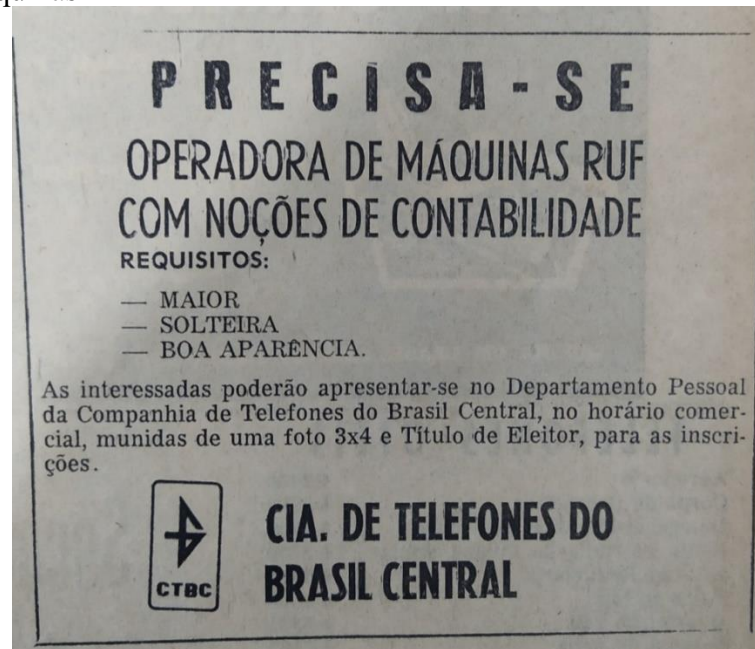 PRECISA-SE
OPERADORA DE MÁQUINAS RUF
COM NOÇÕES DE CONTABILIDADE
REQUISITOS:
— MAIOR
— SOLTEIRA
— BOA APARÊNCIA.
As interessadas poderão apresentar-se no Departamento Pessoal
da Companhia de Telefones do Brasil Central, no horário comer-
cial, munidas de uma foto 3x4 e Título de Eleitor, para as inscri-
ções.
CTBC
CIA. DE TELEFONES DO
BRASIL CENTRAL